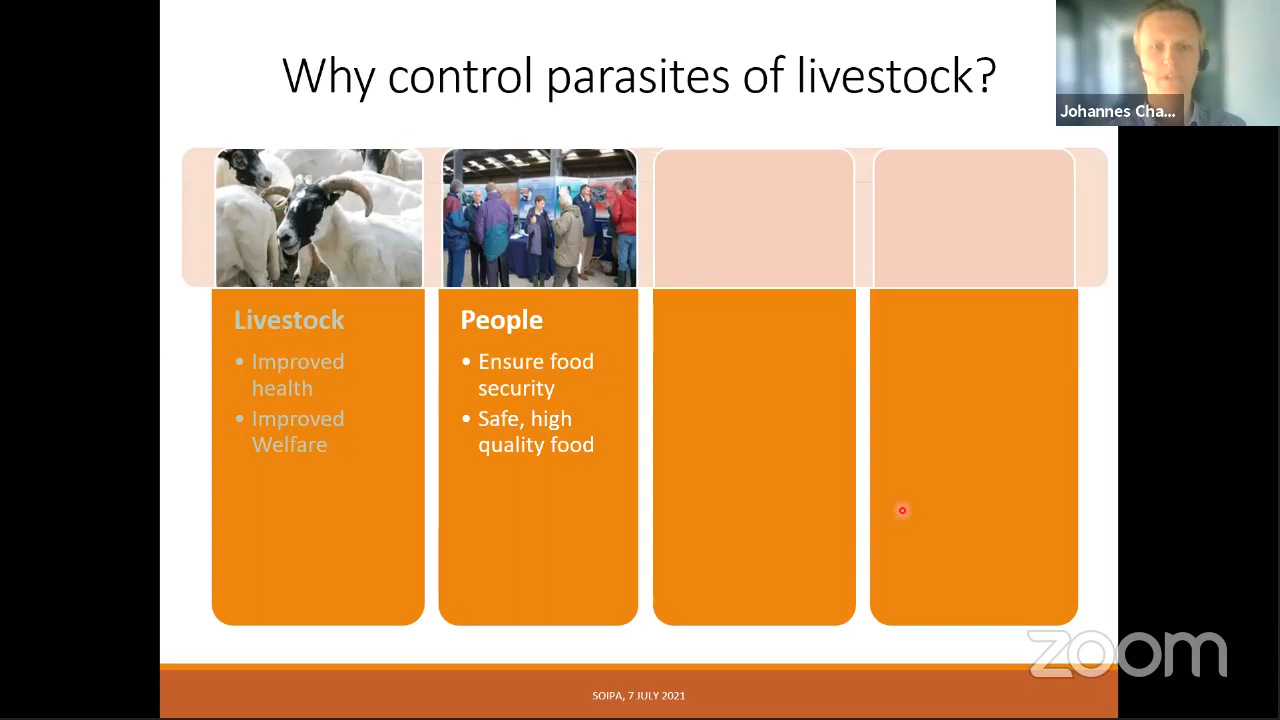 Why control parasites of livestock?
Johannes Cha...
Livestock
• Improved
health
• Improved
Welfare
People
• Ensure food
security
• Safe, high
quality food
zoom
SOIPA, 7 JULY 2021